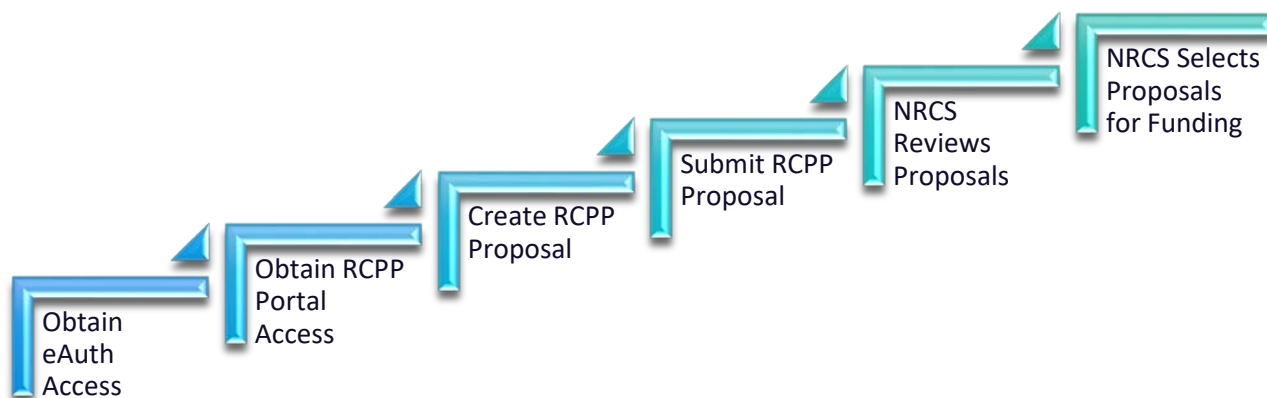 Obtain
eAuth
Access
Obtain RCPP
Portal
Access
Create RCPP
Proposal
Submit RCPP
Proposal
NRCS
Reviews
Proposals
NRCS Selects
Proposals
for Funding